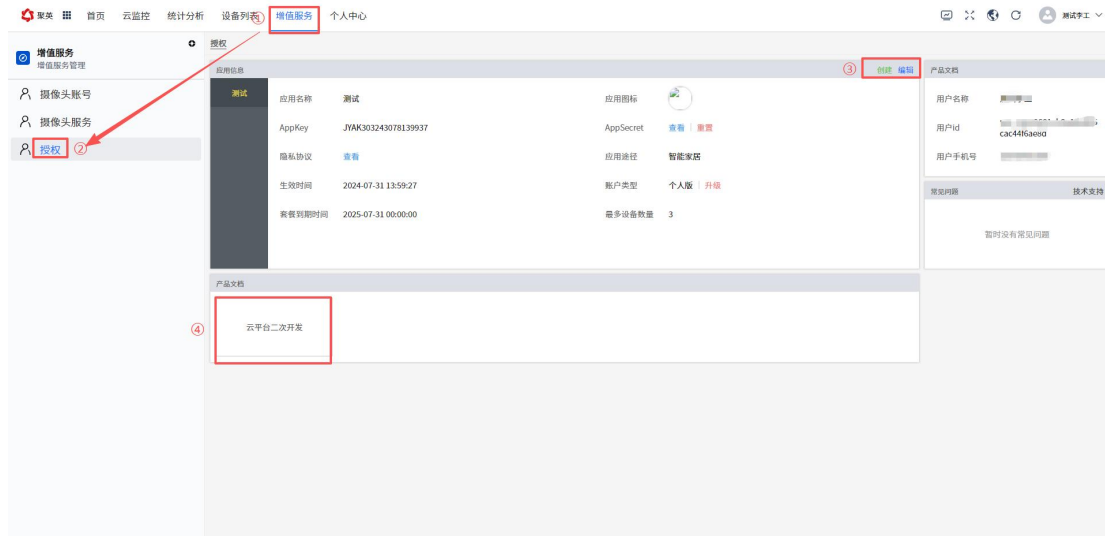 聚英 首页 云监控 统计分析 设备列表 ① 增值服务 个人中心 测试李工
增值服务
增值服务管理
摄像头账号
摄像头服务
授权 ②
授权
应用信息 ③ 创建 编辑
测试
应用名称 测试 应用图标
AppKey JYAK303243078139937 AppSecret 查看 重置
隐私协议 查看 应用途径 智能家居
生效时间 2024-07-31 13:59:27 账户类型 个人版 升级
套餐到期时间 2025-07-31 00:00:00 最多设备数量 3
产品文档
④ 云平台二次开发
产品文档
用户名称
用户id
cac44f6ae8d
用户手机号
常见问题 技术支持
暂时没有常见问题